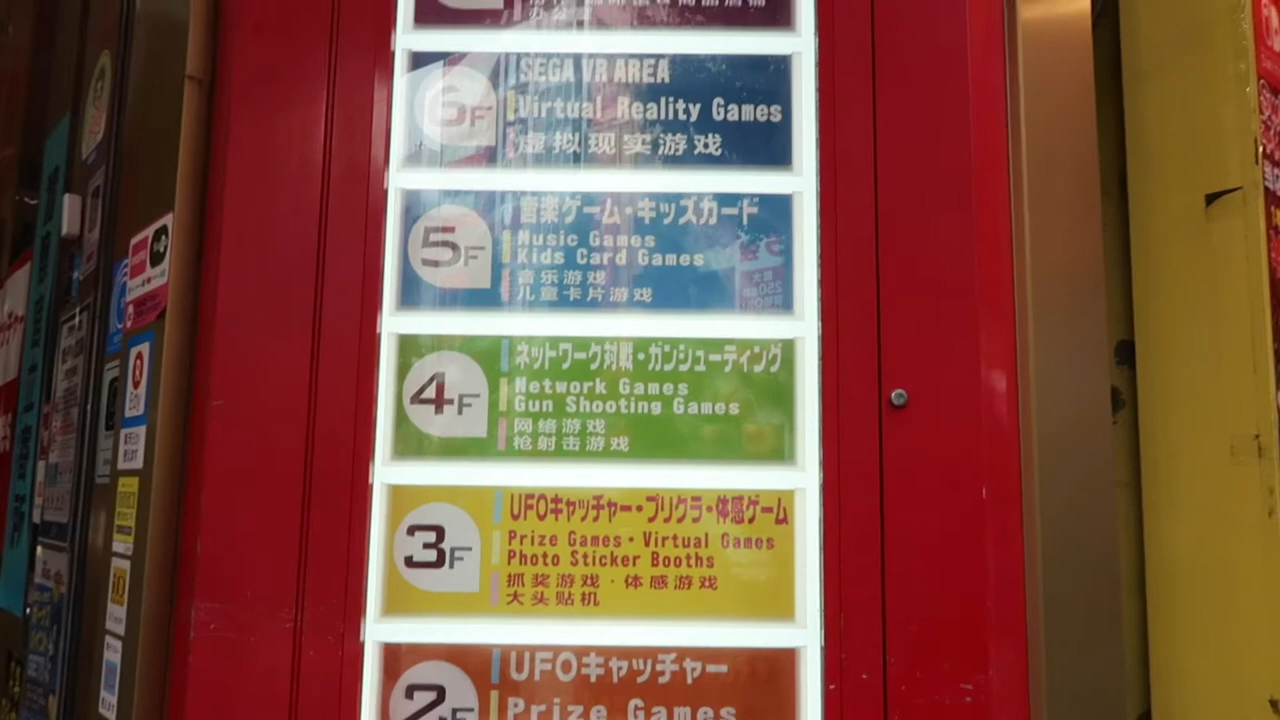 办公室
6F
SEGA VR AREA
Virtual Reality Games
虚拟现实游戏
5F
音楽ゲーム・キッズカード
Music Games
Kids Card Games
音乐游戏
儿童卡片游戏
4F
ネットワーク対戦・ガンシューティング
Network Games
Gun Shooting Games
网络游戏
枪射击游戏
3F
UFOキャッチャー・プリクラ・体感ゲーム
Prize Games・Virtual Games
Photo Sticker Booths
抓奖游戏・体感游戏
大头贴机
2F
UFOキャッチャー
Prize Games
Edy
iD